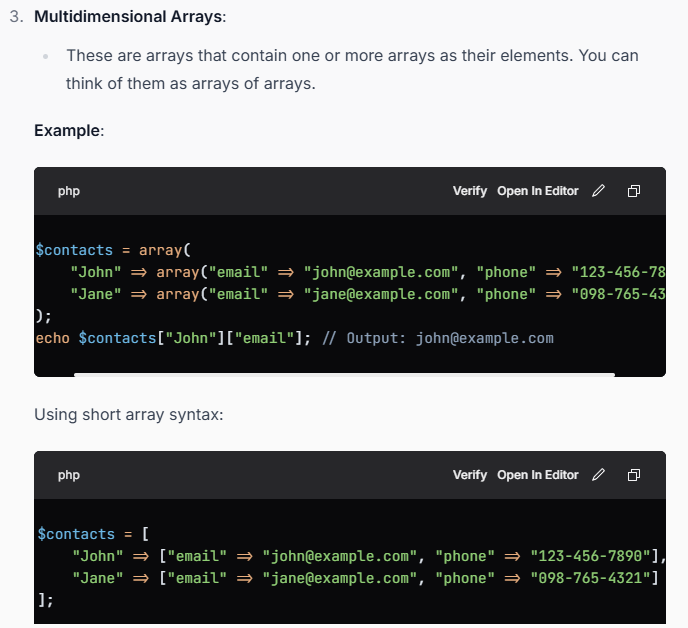 3. Multidimensional Arrays:
These are arrays that contain one or more arrays as their elements. You can
think of them as arrays of arrays.
Example:
php Verify Open In Editor
$contacts = array(
"John" => array("email" => "john@example.com", "phone" => "123-456-78
"Jane" => array("email" => "jane@example.com", "phone" => "098-765-43
);
echo $contacts["John"]["email"]; // Output: john@example.com
Using short array syntax:
php Verify Open In Editor
$contacts = [
"John" => ["email" => "john@example.com", "phone" => "123-456-7890"],
"Jane" => ["email" => "jane@example.com", "phone" => "098-765-4321"]
];